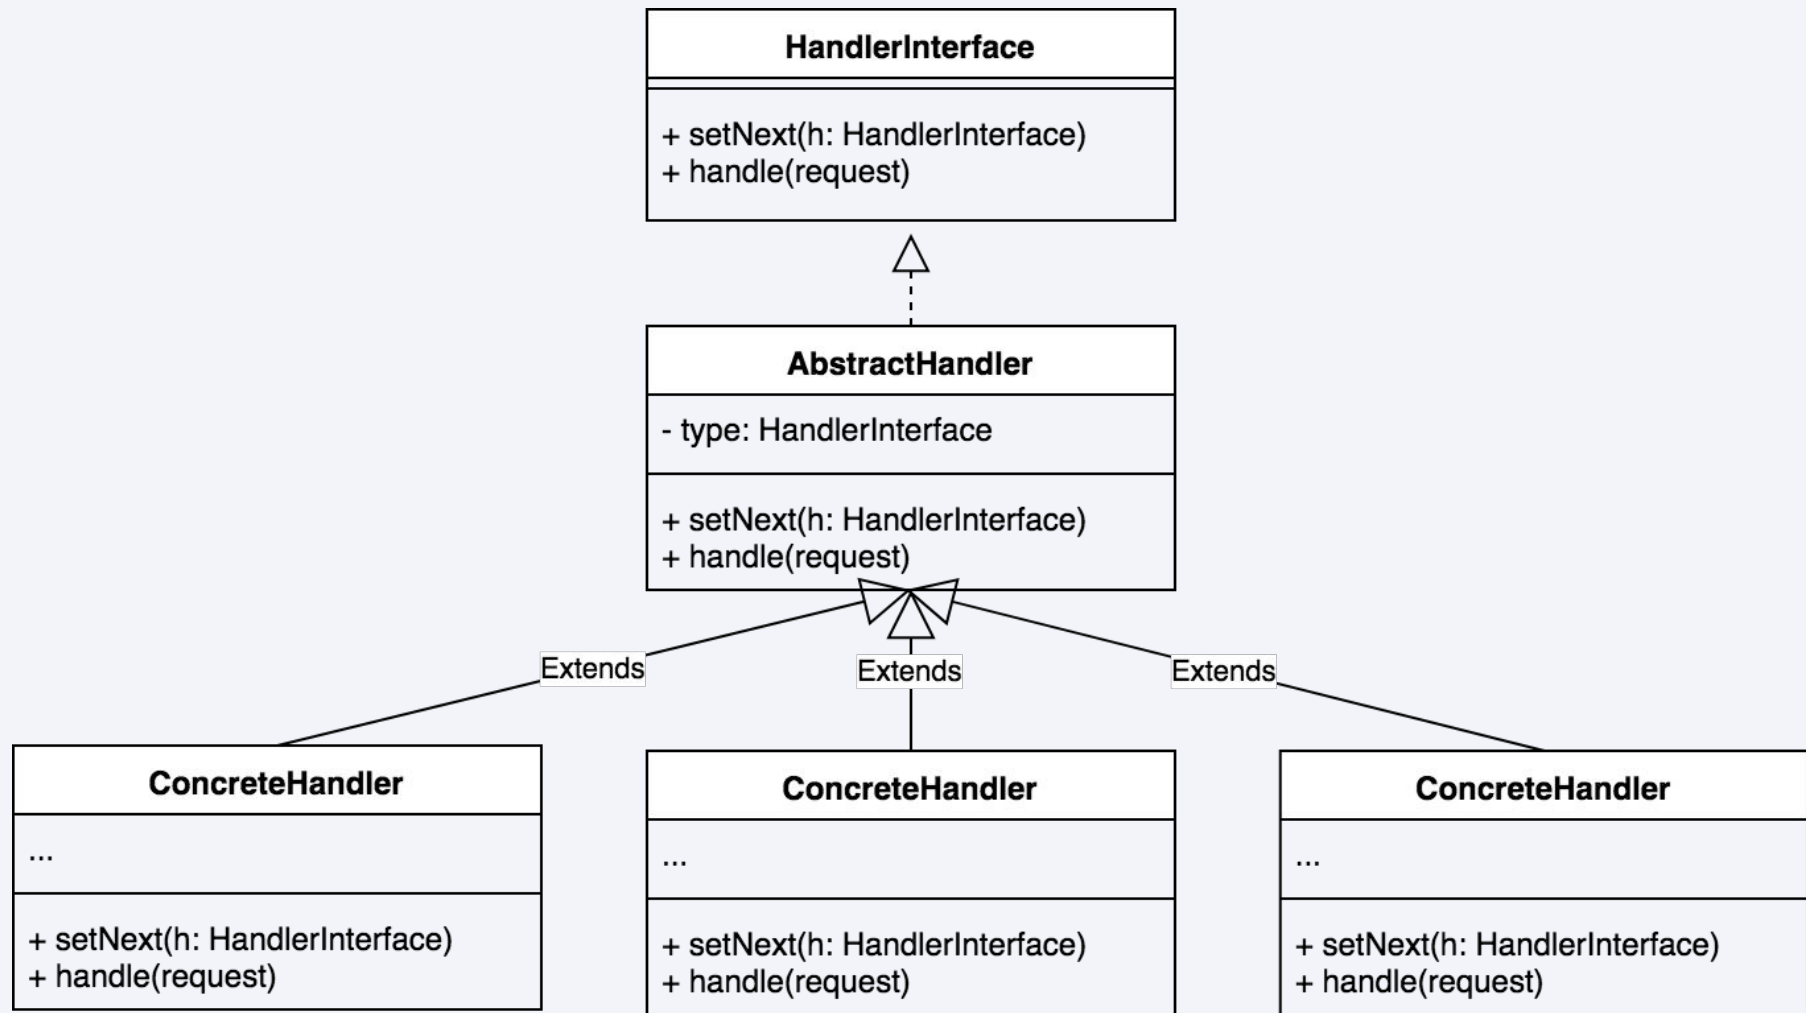 HandlerInterface
+ setNext(h: HandlerInterface)
+ handle(request)
AbstractHandler
- type: HandlerInterface
+ setNext(h: HandlerInterface)
+ handle(request)
Extends
Extends
Extends
ConcreteHandler
...
+ setNext(h: HandlerInterface)
+ handle(request)
ConcreteHandler
...
+ setNext(h: HandlerInterface)
+ handle(request)
ConcreteHandler
...
+ setNext(h: HandlerInterface)
+ handle(request)